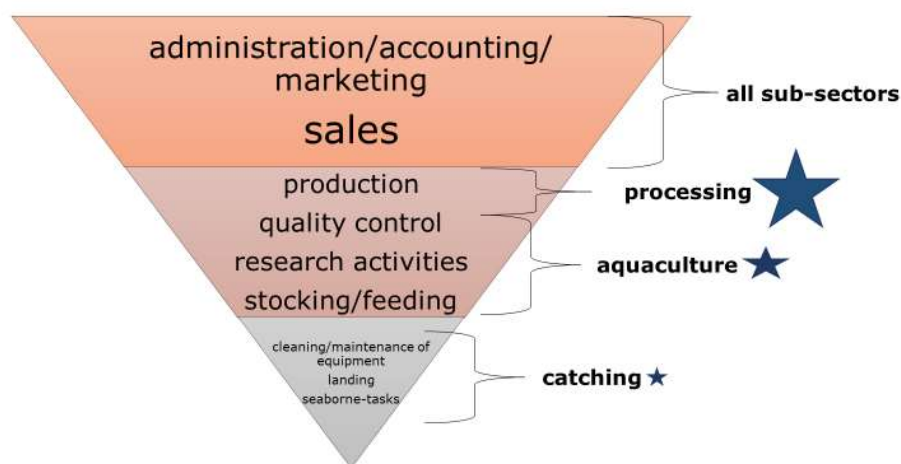 administration/accounting/
marketing
sales
all sub-sectors
production
processing
quality control
research activities
aquaculture
stocking/feeding
cleaning/maintenance of
equipment
landing
catching
seaborne-tasks